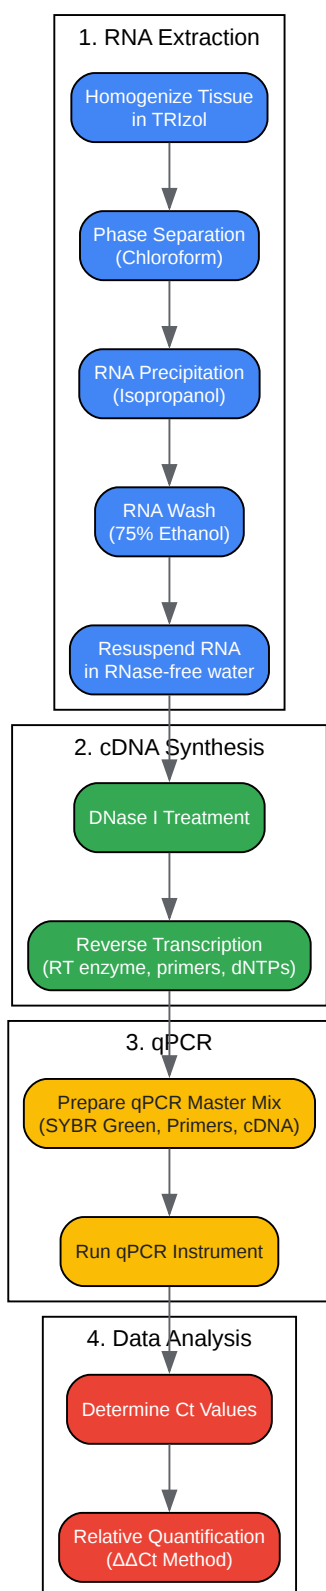 1. RNA Extraction
Homogenize Tissue
in TRIzol
Phase Separation
(Chloroform)
RNA Precipitation
(Isopropanol)
RNA Wash
(75% Ethanol)
Resuspend RNA
in RNase-free water
2. cDNA Synthesis
DNase I Treatment
Reverse Transcription
(RT enzyme, primers, dNTPs)
3. qPCR
Prepare qPCR Master Mix
(SYBR Green, Primers, cDNA)
Run qPCR Instrument
4. Data Analysis
Determine Ct Values
Relative Quantification
(ΔΔCt Method)